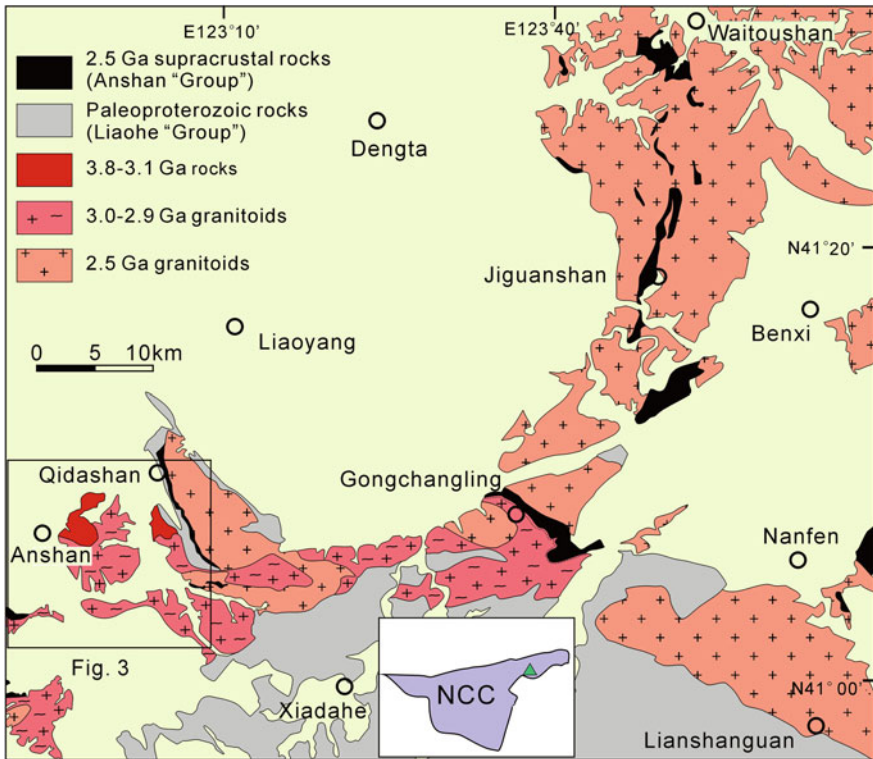 E123°10′
E123°40′
2.5 Ga supracrustal rocks
(Anshan “Group”)
Paleoproterozoic rocks
(Liaohe “Group”)
3.8-3.1 Ga rocks
3.0-2.9 Ga granitoids
2.5 Ga granitoids
Waitoushan
Dengta
N41°20′
Jiguanshan
Benxi
Liaoyang
0 5 10km
Qidashan
Gongchangling
Anshan
Nanfen
Fig. 3
Xiadahe
NCC
N41°00′
Lianshanguan